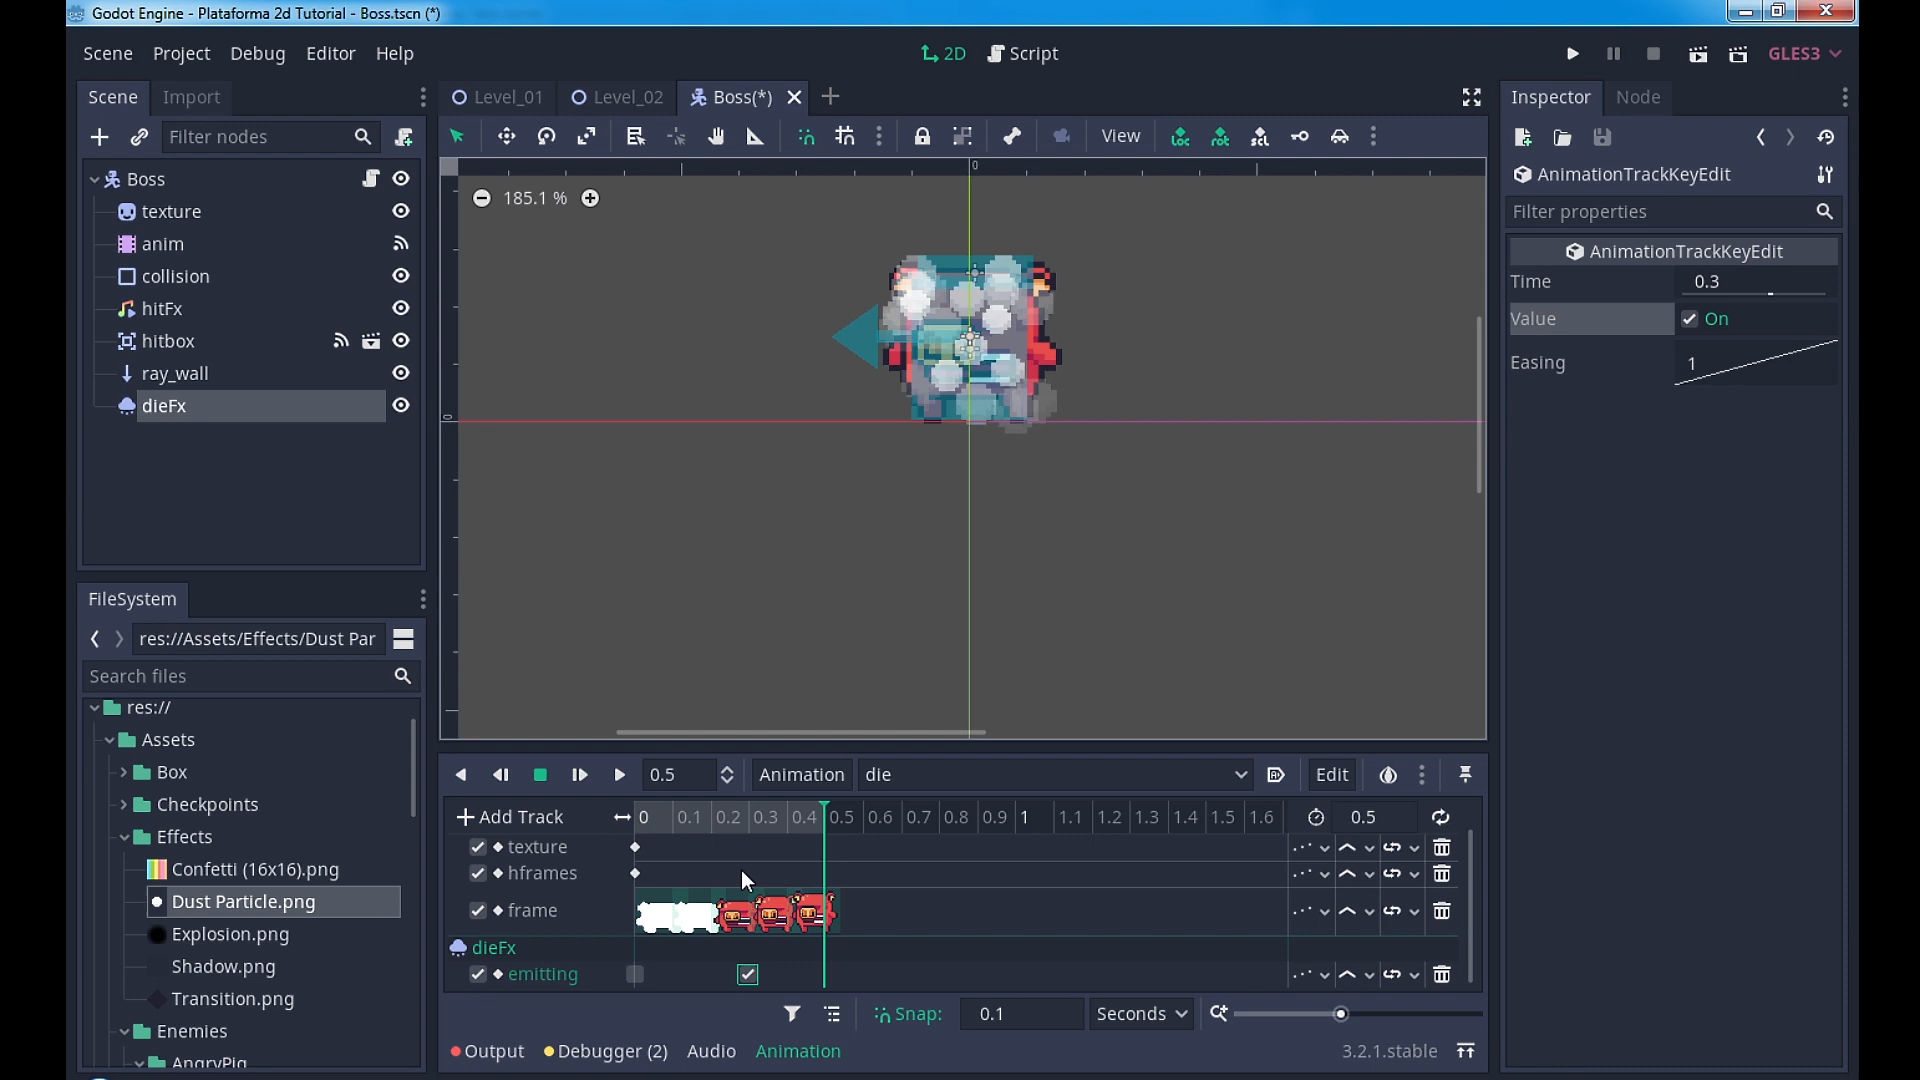 Godot Engine - Plataforma 2d Tutorial - Boss.tscn (*)
Scene Project Debug Editor Help
2D Script
GLES3
Scene Import
Level_01 Level_02 Boss(*)
Inspector Node
Filter nodes
View
AnimationTrackKeyEdit
Boss
texture
anim
collision
hitFx
hitbox
ray_wall
dieFx
185.1 %
0
0
Filter properties
AnimationTrackKeyEdit
Time 0.3
Value On
Easing 1
FileSystem
res://Assets/Effects/Dust Par
Search files
res://
Assets
Box
Checkpoints
Effects
Confetti (16x16).png
Dust Particle.png
Explosion.png
Shadow.png
Transition.png
Enemies
AngryPig
0.5 Animation die Edit
Add Track 0 0.1 0.2 0.3 0.4 0.5 0.6 0.7 0.8 0.9 1 1.1 1.2 1.3 1.4 1.5 1.6 0.5
texture
hframes
frame
dieFx
emitting
Snap: 0.1 Seconds
Output Debugger (2) Audio Animation 3.2.1.stable